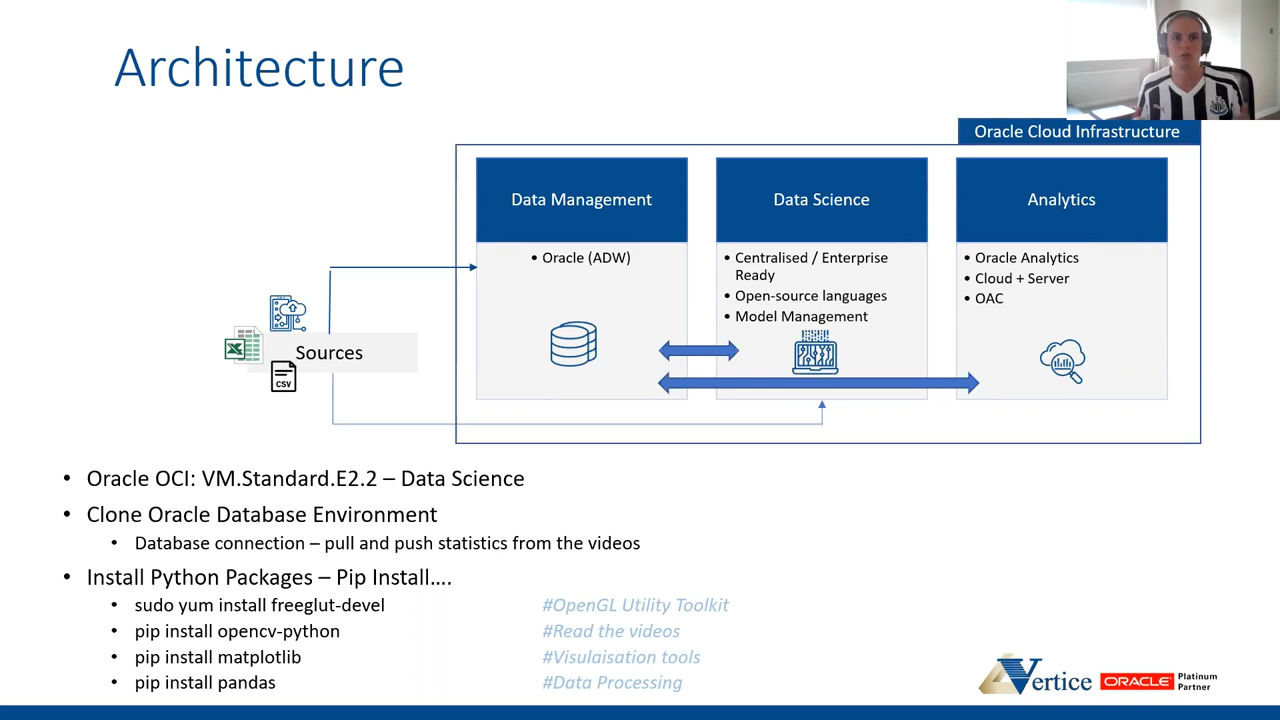 Architecture
Oracle Cloud Infrastructure
Data Management
Data Science
Analytics
• Oracle (ADW)
• Centralised / Enterprise
Ready
• Open-source languages
• Model Management
• Oracle Analytics
• Cloud + Server
• OAC
Sources
CSV
• Oracle OCI: VM.Standard.E2.2 – Data Science
• Clone Oracle Database Environment
• Database connection – pull and push statistics from the videos
• Install Python Packages – Pip Install….
• sudo yum install freeglut-devel #OpenGL Utility Toolkit
• pip install opencv-python #Read the videos
• pip install matplotlib #Visulaisation tools
• pip install pandas #Data Processing
Vertice
ORACLE Platinum
Partner